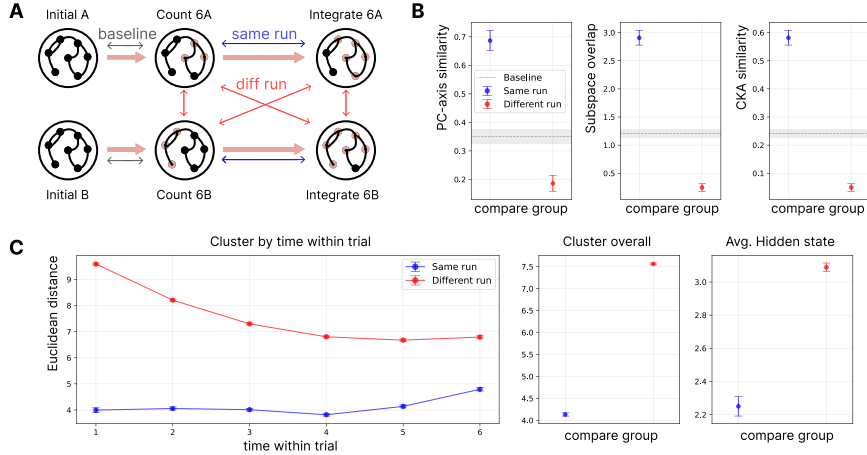 A
Initial A
Count 6A
Integrate 6A
baseline
same run
diff run
Initial B
Count 6B
Integrate 6B
B
PC-axis similarity
0.7
0.6
0.5
0.4
0.3
0.2
Baseline
Same run
Different run
compare group
Subspace overlap
3.0
2.5
2.0
1.5
1.0
0.5
compare group
CKA similarity
0.6
0.5
0.4
0.3
0.2
0.1
compare group
C
Cluster by time within trial
Euclidean distance
9
8
7
6
5
4
Same run
Different run
1
2
3
4
5
6
time within trial
Cluster overall
7.5
7.0
6.5
6.0
5.5
5.0
4.5
4.0
compare group
Avg. Hidden state
3.0
2.8
2.6
2.4
2.2
compare group